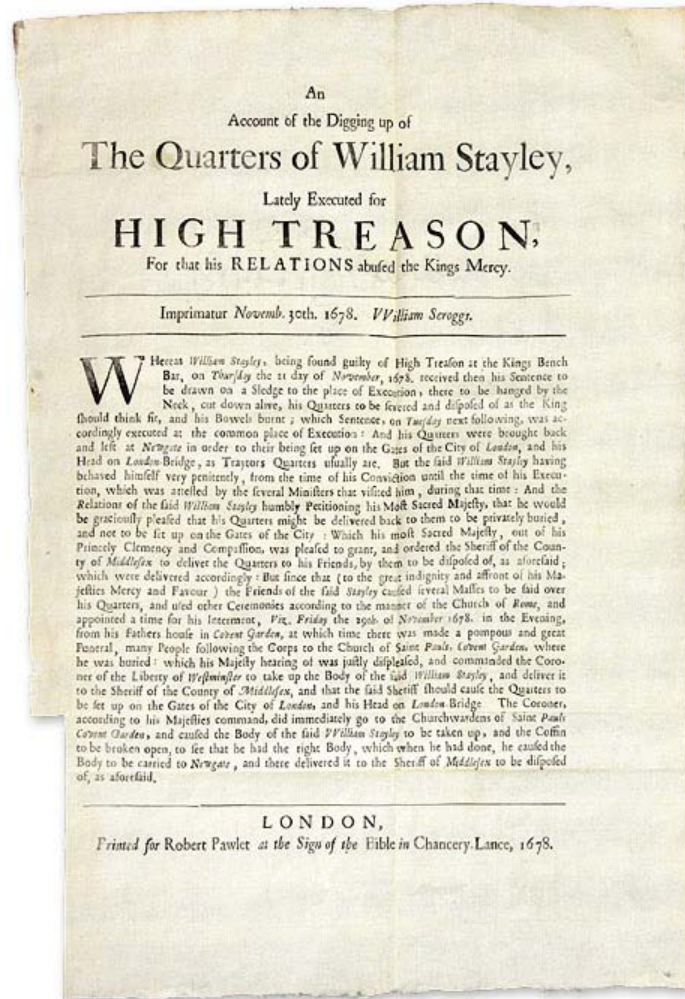 An
Account of the Digging up of
The Quarters of William Stayley,
Lately Executed for
HIGH TREASON,
For that his RELATIONS abuſed the Kings Mercy.
Imprimatur Novemb. 30th. 1678. VVilliam Scroggs.
WHereas William Stayley, being found guilty of High Treaſon at the Kings Bench
Bar, on Thurſday the 21 day of November, 1678. received then his Sentence to
be drawn on a Sledge to the place of Execution, there to be hanged by the
Neck, cut down alive, his Quarters to be ſevered and diſpoſed of as the King
ſhould think fit, and his Bowels burnt; which Sentence, on Tueſday next following, was ac-
cordingly executed at the common place of Execution: And his Quarters were brought back
and left at Newgate in order to their being ſet up on the Gates of the City of London, and his
Head on London-Bridge, as Traytors Quarters uſually are. But the ſaid William Stayley having
behaved himſelf very penitently, from the time of his Conviction until the time of his Execu-
tion, which was atteſted by the ſeveral Miniſters that viſited him, during that time: And the
Relations of the ſaid William Stayley humbly Petitioning his Moſt Sacred Majeſty, that he would
be graciouſly pleaſed that his Quarters might be delivered back to them to be privately buried,
and not to be ſet up on the Gates of the City: Which his moſt Sacred Majeſty, out of his
Princely Clemency and Compaſſion, was pleaſed to grant, and ordered the Sheriff of the Coun-
ty of Middleſex to deliver the Quarters to his Friends, by them to be diſpoſed of, as aforeſaid;
which were delivered accordingly: But ſince that (to the great indignity and affront of his Ma-
jeſties Mercy and Favour) the Friends of the ſaid Stayley cauſed ſeveral Maſſes to be ſaid over
his Quarters, and uſed other Ceremonies according to the manner of the Church of Rome, and
appointed a time for his Interment, Viz. Friday the 29th. of November 1678. in the Evening,
from his Fathers houſe in Covent Garden, at which time there was made a pompous and great
Funeral, many People following the Corps to the Church of Saint Pauls, Covent Garden, where
he was buried: which his Majeſty hearing of was juſtly diſpleaſed, and commanded the Coro-
ner of the Liberty of Weſtminſter to take up the Body of the ſaid William Stayley, and deliver it
to the Sheriff of the County of Middleſex, and that the ſaid Sheriff ſhould cauſe the Quarters to
be ſet up on the Gates of the City of London, and his Head on London Bridge The Coroner,
according to his Majeſties command, did immediately go to the Churchwardens of Saint Pauls
Covent Garden, and cauſed the Body of the ſaid VVilliam Stayley to be taken up, and the Coffin
to be broken open, to ſee that he had the right Body, which when he had done, he cauſed the
Body to be carried to Newgate, and there delivered it to the Sheriff of Middleſex to be diſpoſed
of, as aforeſaid.
LONDON,
Printed for Robert Pawlet at the Sign of the Bible in Chancery-Lance, 1678.